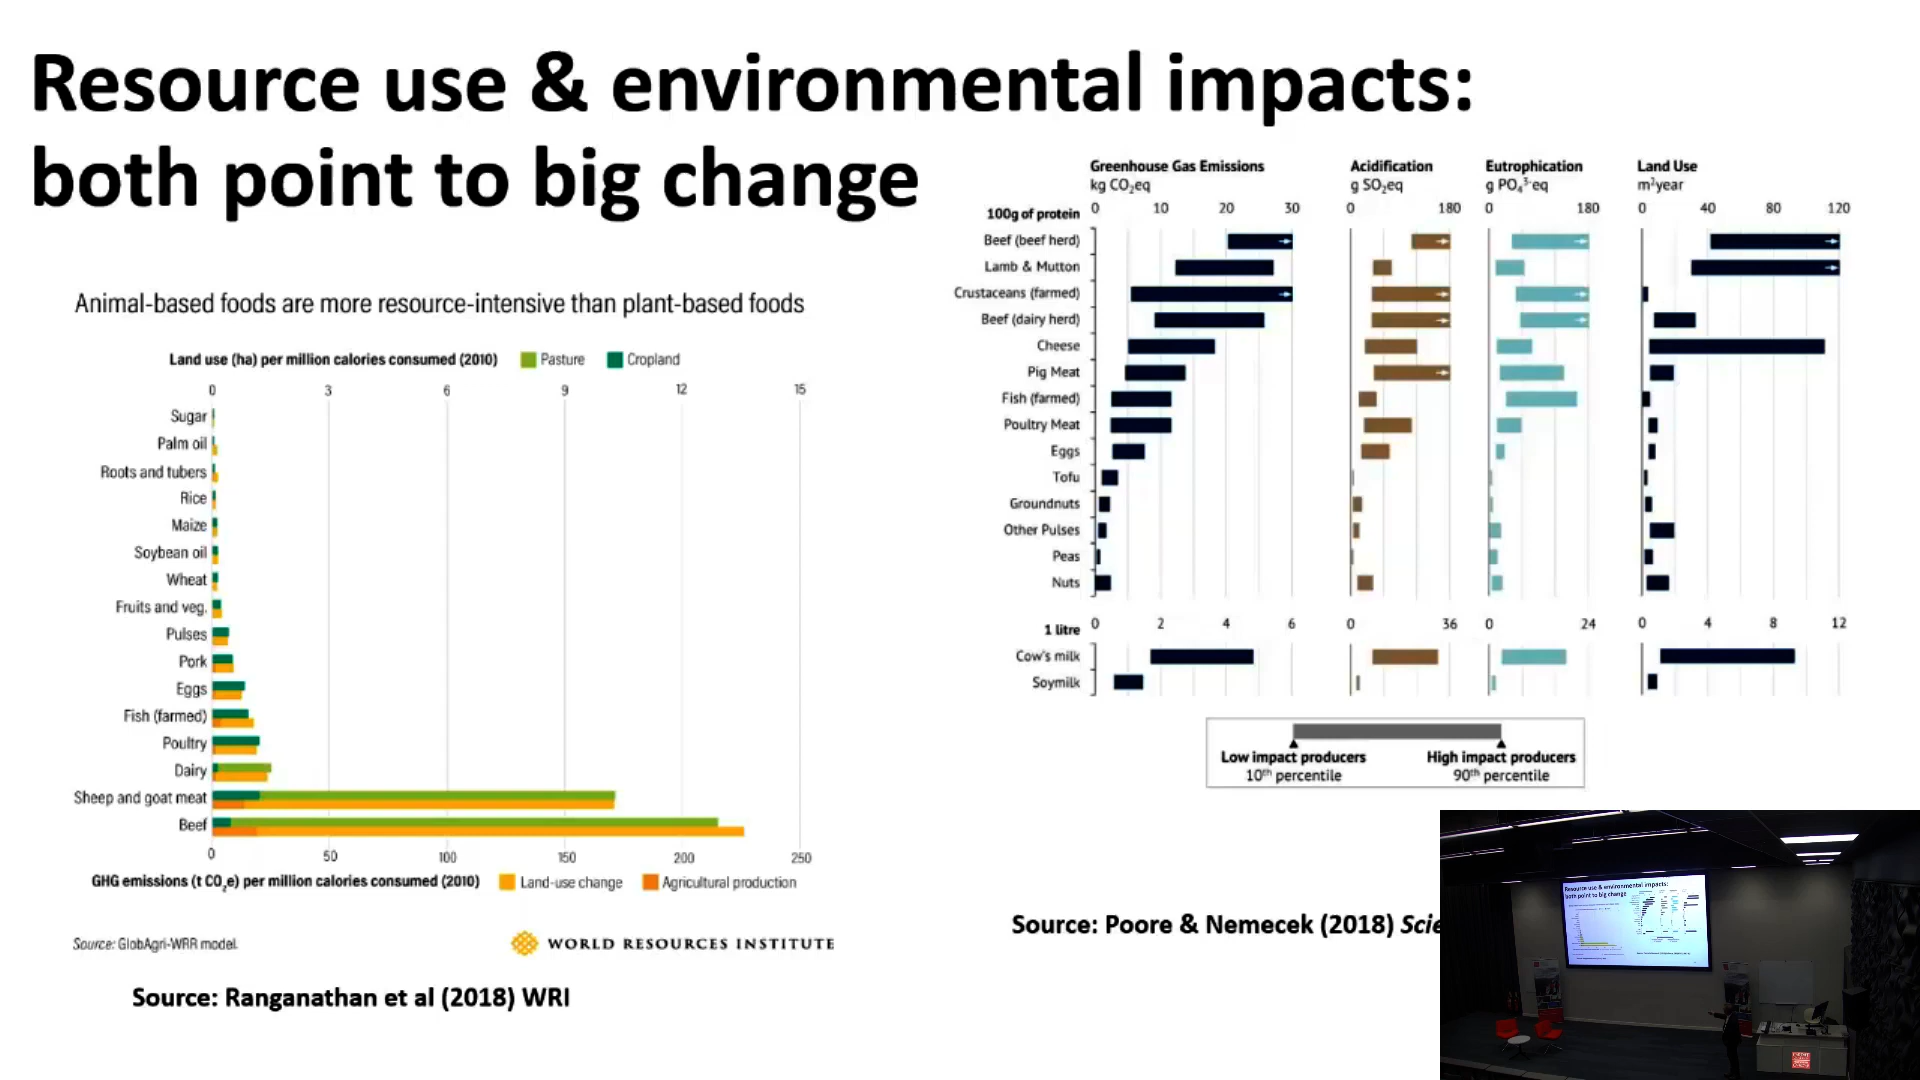 Resource use & environmental impacts:
both point to big change
Animal-based foods are more resource-intensive than plant-based foods
Land use (ha) per million calories consumed (2010) Pasture Cropland
0 3 6 9 12 15
Sugar
Palm oil
Roots and tubers
Rice
Maize
Soybean oil
Wheat
Fruits and veg.
Pulses
Pork
Eggs
Fish (farmed)
Poultry
Dairy
Sheep and goat meat
Beef
0 50 100 150 200 250
GHG emissions (t CO2e) per million calories consumed (2010) Land-use change Agricultural production
Source: GlobAgri-WRR model.
WORLD RESOURCES INSTITUTE
Source: Ranganathan et al (2018) WRI
Greenhouse Gas Emissions Acidification Eutrophication Land Use
kg CO2eq g SO2eq g PO4³⁻eq m²year
100g of protein 0 10 20 30 0 180 0 180 0 40 80 120
Beef (beef herd)
Lamb & Mutton
Crustaceans (farmed)
Beef (dairy herd)
Cheese
Pig Meat
Fish (farmed)
Poultry Meat
Eggs
Tofu
Groundnuts
Other Pulses
Peas
Nuts
1 litre 0 2 4 6 0 36 0 24 0 4 8 12
Cow's milk
Soymilk
Low impact producers High impact producers
10th percentile 90th percentile
Source: Poore & Nemecek (2018) Scie
Resource use & environmental impacts:
both point to big change